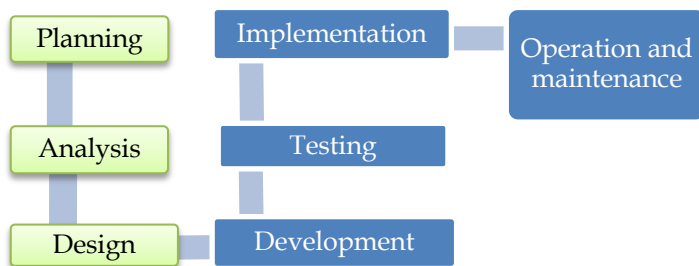 Planning
Analysis
Design
Development
Testing
Implementation
Operation and
maintenance